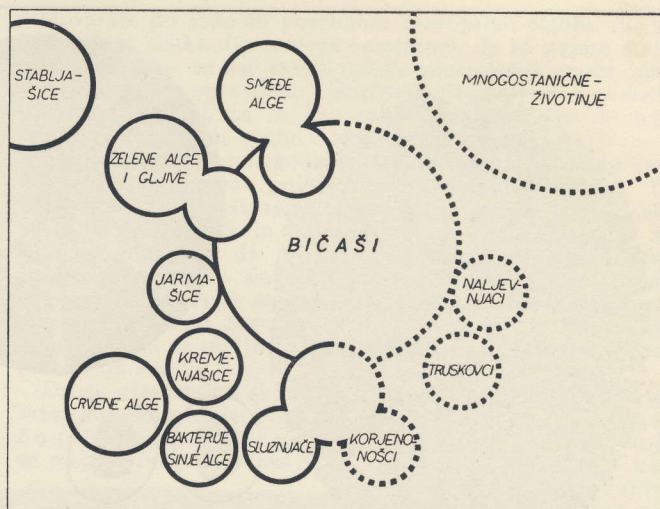 STABLJA-
ŠICE
SMEĐE
ALGE
MNOGOSTANIČNE-
ŽIVOTINJE
ZELENE ALGE
I GLJIVE
BIČAŠI
JARMA-
ŠICE
NALJEV-
NJACI
KREME-
NJAŠICE
TRUSKOVCI
CRVENE ALGE
BAKTERIJE
I
SINJE ALGE
SLUZNJAČE
KORJENO-
NOŠCI